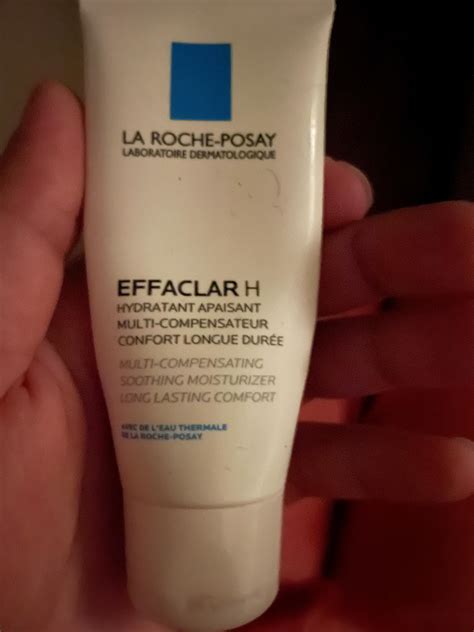 LA ROCHE-POSAY
LABORATOIRE DERMATOLOGIQUE
EFFACLAR H
HYDRATANT APAISANT
MULTI-COMPENSATEUR
CONFORT LONGUE DURÉE
MULTI-COMPENSATING
SOOTHING MOISTURIZER
LONG LASTING COMFORT
AVEC DE L'EAU THERMALE
DE LA ROCHE-POSAY